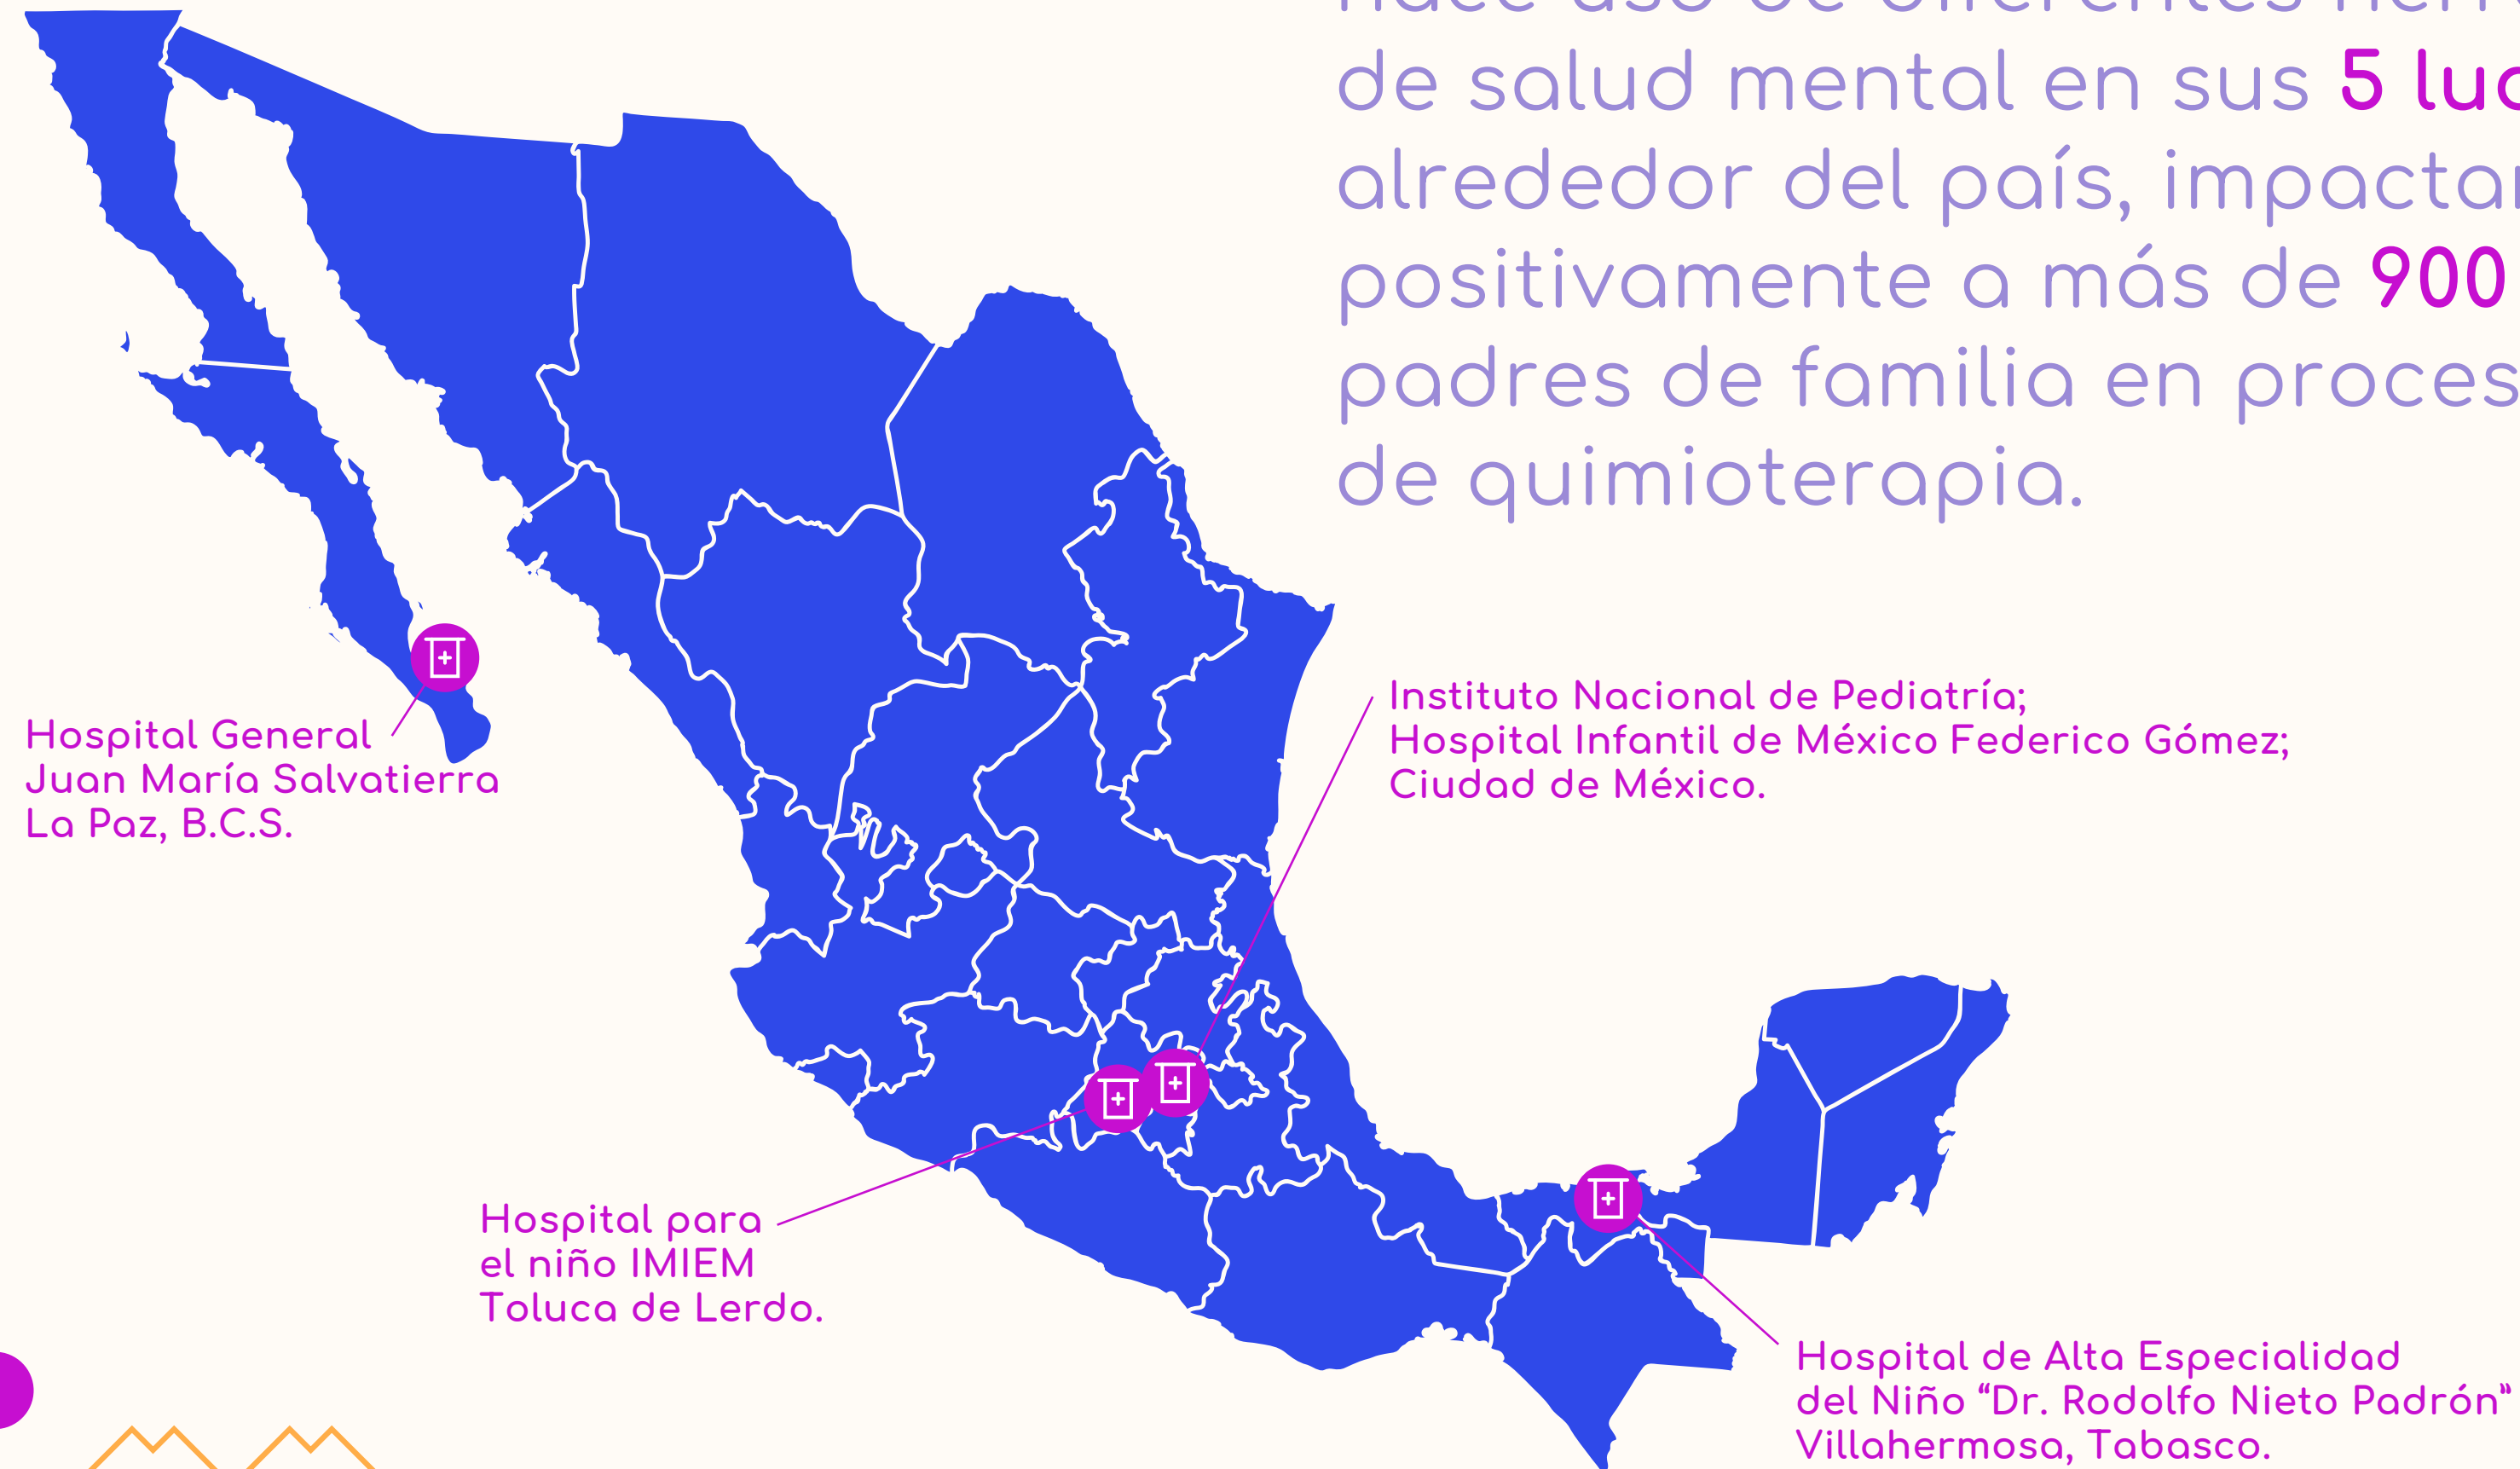 de salud mental en sus 5
alrededor del país,
positivamente a más de 900
padres de familia en
de quimioterapia.
Instituto Nacional de Pediatría;
Hospital Infantil de México Federico Gómez;
Ciudad de México.
Hospital General
Juan María Salvatierra
La Paz, B.C.S.
Hospital para
el niño IMIEM
Toluca de Lerdo.
Hospital de Alta Especialidad
del Niño “Dr. Rodolfo Nieto Padrón”
Villahermosa, Tabasco.